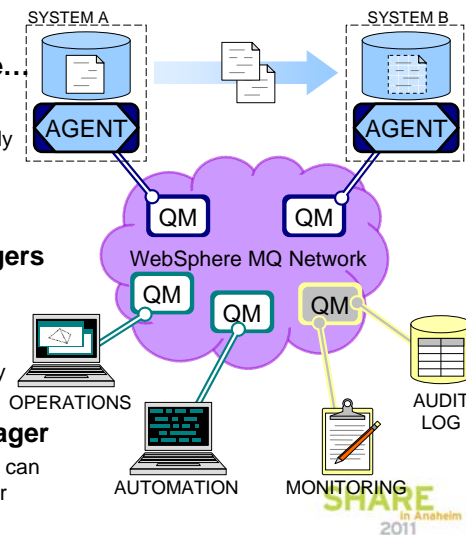 SYSTEM A
SYSTEM B
e...
AGENT
AGENT
ly
QM
QM
WebSphere MQ Network
gers
QM
QM
QM
y
OPERATIONS
AUDIT
LOG
ager
can
AUTOMATION
MONITORING
r
SHARE
in Anaheim
2011